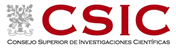 CSIC
CONSEJO SUPERIOR DE INVESTIGACIONES CIENTÍFICAS